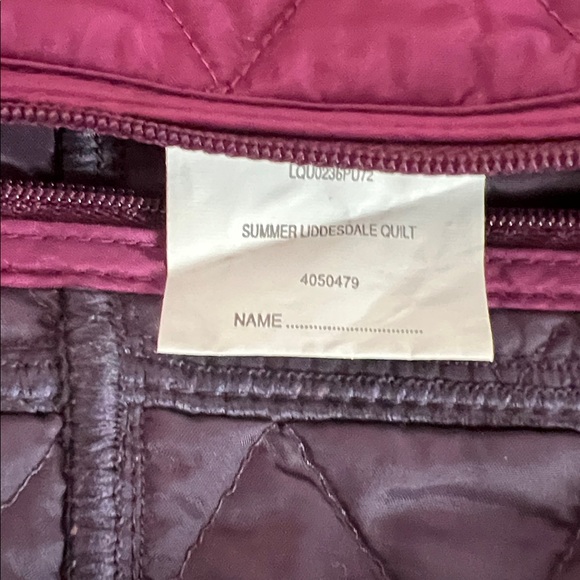 LQU0236PU72
SUMMER LIDDESDALE QUILT
4050479
NAME..............................